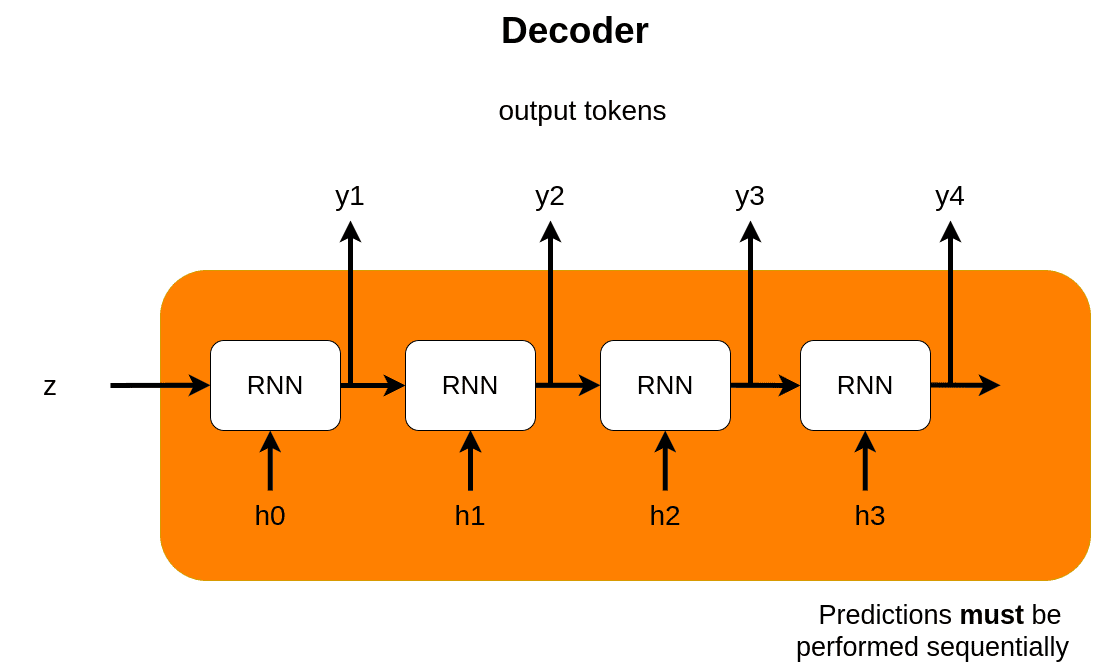 Decoder
output tokens
y1 y2 y3 y4
z RNN RNN RNN RNN
h0 h1 h2 h3
Predictions must be
performed sequentially